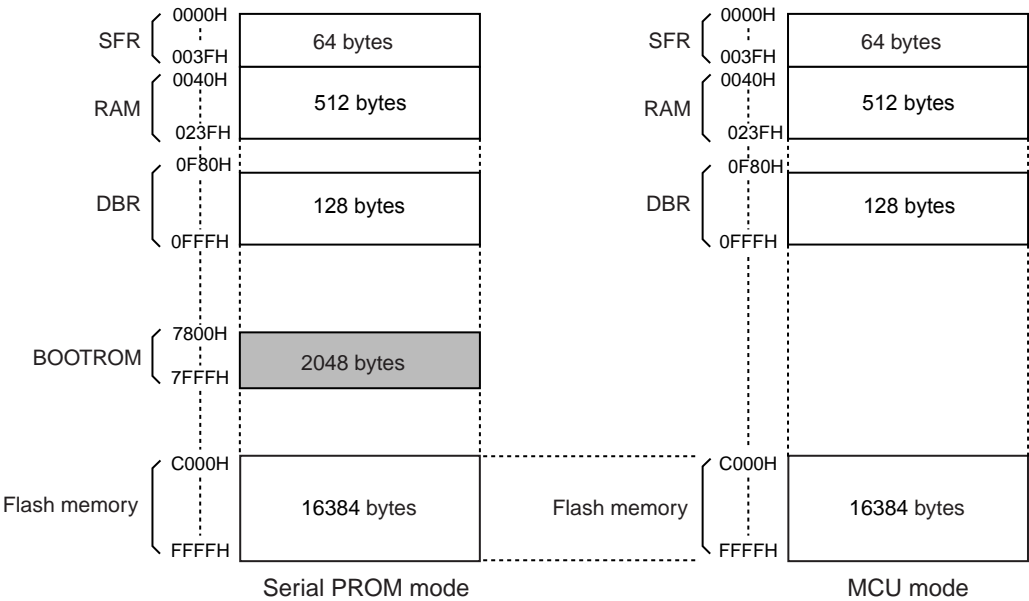 0000H
SFR
64 bytes
003FH
0040H
RAM
512 bytes
023FH
0F80H
DBR
128 bytes
0FFFH
7800H
BOOTROM
2048 bytes
7FFFH
C000H
Flash memory
16384 bytes
FFFFH
Serial PROM mode
0000H
SFR
64 bytes
003FH
0040H
RAM
512 bytes
023FH
0F80H
DBR
128 bytes
0FFFH
C000H
Flash memory
16384 bytes
FFFFH
MCU mode